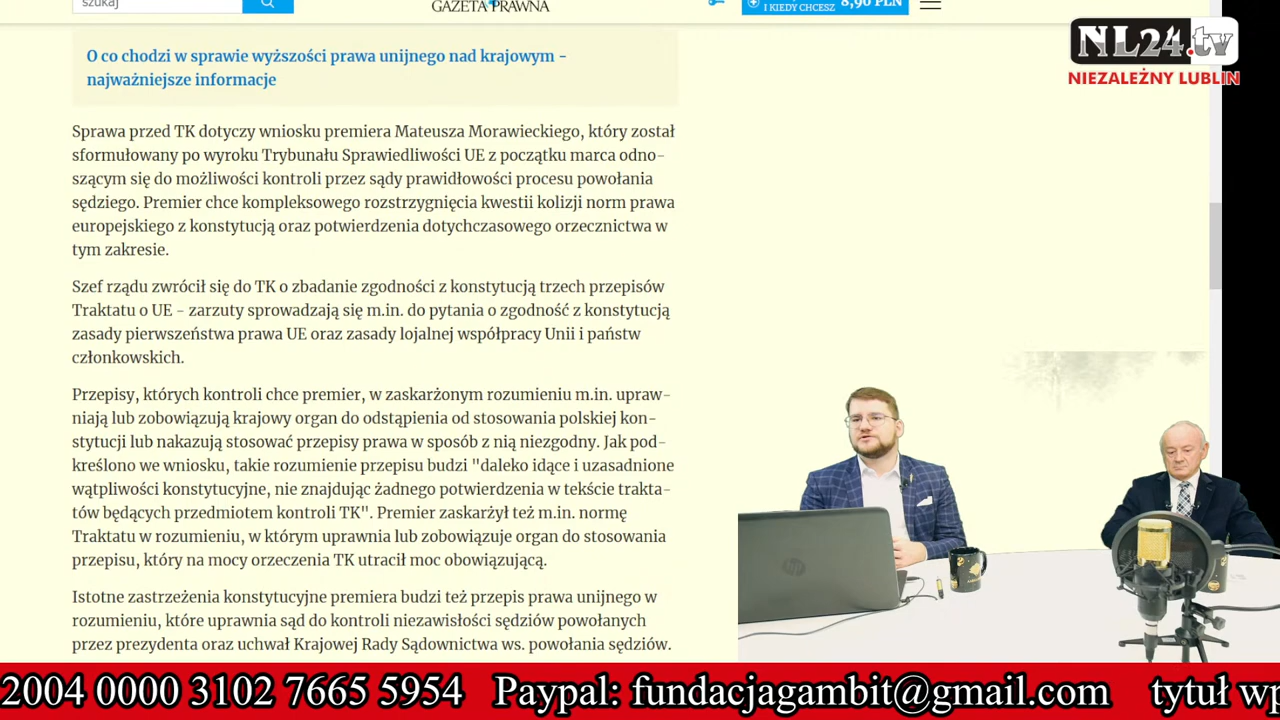 szukaj
GAZETA PRAWNA
I KIEDY CHCESZ 8,90 PLN
NL24.tv
NIEZALEŻNY LUBLIN
O co chodzi w sprawie wyższości prawa unijnego nad krajowym -
najważniejsze informacje
Sprawa przed TK dotyczy wniosku premiera Mateusza Morawieckiego, który został
sformułowany po wyroku Trybunału Sprawiedliwości UE z początku marca odno-
szącym się do możliwości kontroli przez sądy prawidłowości procesu powołania
sędziego. Premier chce kompleksowego rozstrzygnięcia kwestii kolizji norm prawa
europejskiego z konstytucją oraz potwierdzenia dotychczasowego orzecznictwa w
tym zakresie.
Szef rządu zwrócił się do TK o zbadanie zgodności z konstytucją trzech przepisów
Traktatu o UE - zarzuty sprowadzają się m.in. do pytania o zgodność z konstytucją
zasady pierwszeństwa prawa UE oraz zasady lojalnej współpracy Unii i państw
członkowskich.
Przepisy, których kontroli chce premier, w zaskarżonym rozumieniu m.in. upraw-
niają lub zobowiązują krajowy organ do odstąpienia od stosowania polskiej kon-
stytucji lub nakazują stosować przepisy prawa w sposób z nią niezgodny. Jak pod-
kreślono we wniosku, takie rozumienie przepisu budzi "daleko idące i uzasadnione
wątpliwości konstytucyjne, nie znajdując żadnego potwierdzenia w tekście trakta-
tów będących przedmiotem kontroli TK". Premier zaskarżył też m.in. normę
Traktatu w rozumieniu, w którym uprawnia lub zobowiązuje organ do stosowania
przepisu, który na mocy orzeczenia TK utracił moc obowiązującą.
Istotne zastrzeżenia konstytucyjne premiera budzi też przepis prawa unijnego w
rozumieniu, które uprawnia sąd do kontroli niezawisłości sędziów powołanych
przez prezydenta oraz uchwał Krajowej Rady Sądownictwa ws. powołania sędziów.
hp
2004 0000 3102 7665 5954 Paypal: fundacjagambit@gmail.com tytuł wp